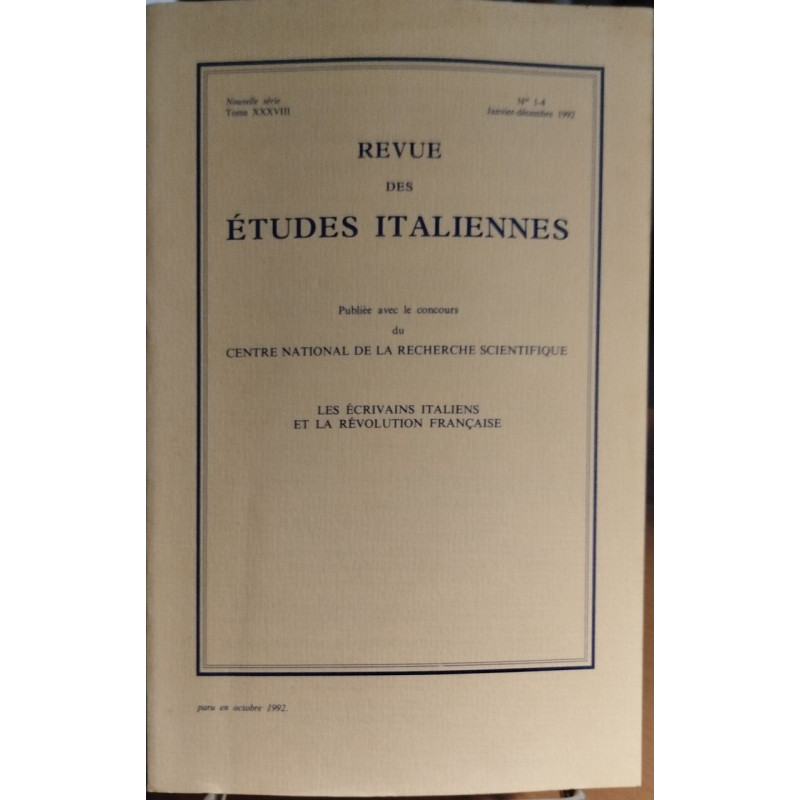 Nouvelle série
Tome XXXVIII
Nos 1-4
Janvier-décembre 1992
REVUE
DES
ÉTUDES ITALIENNES
Publiée avec le concours
du
CENTRE NATIONAL DE LA RECHERCHE SCIENTIFIQUE
LES ÉCRIVAINS ITALIENS
ET LA RÉVOLUTION FRANÇAISE
paru en octobre 1992.